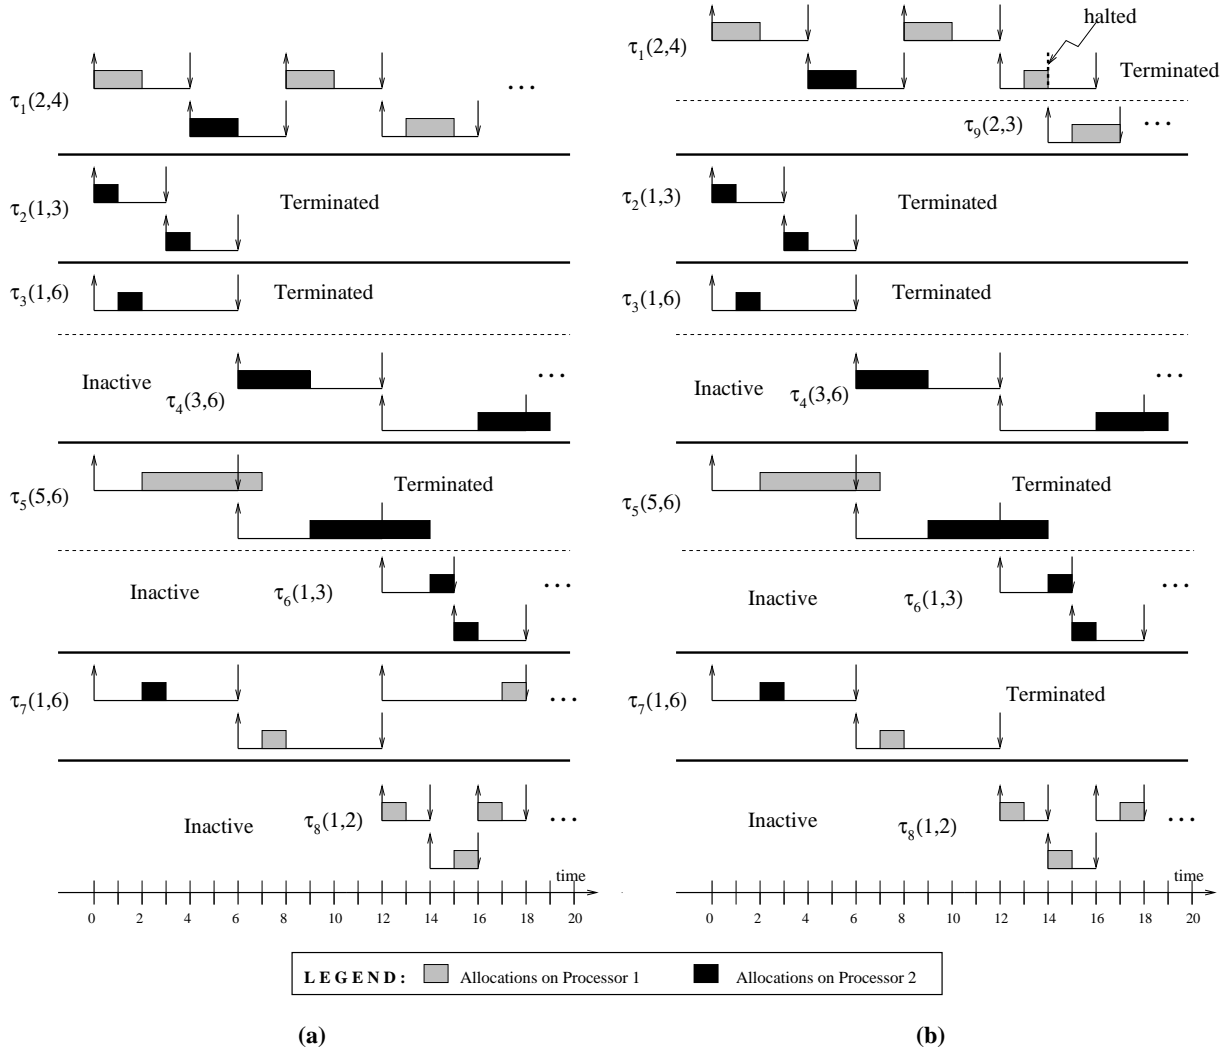 halted
τ1(2,4)
Terminated
τ1(2,4)
...
τ9(2,3)
...
τ2(1,3)
Terminated
τ2(1,3)
Terminated
τ3(1,6)
Terminated
τ3(1,6)
Terminated
Inactive
τ4(3,6)
...
Inactive
τ4(3,6)
...
τ5(5,6)
Terminated
τ5(5,6)
Terminated
Inactive
τ6(1,3)
...
Inactive
τ6(1,3)
...
τ7(1,6)
...
τ7(1,6)
Terminated
Inactive
τ8(1,2)
...
Inactive
τ8(1,2)
...
time
time
0 2 4 6 8 10 12 14 16 18 20
0 2 4 6 8 10 12 14 16 18 20
LEGEND: Allocations on Processor 1 Allocations on Processor 2
(a)
(b)